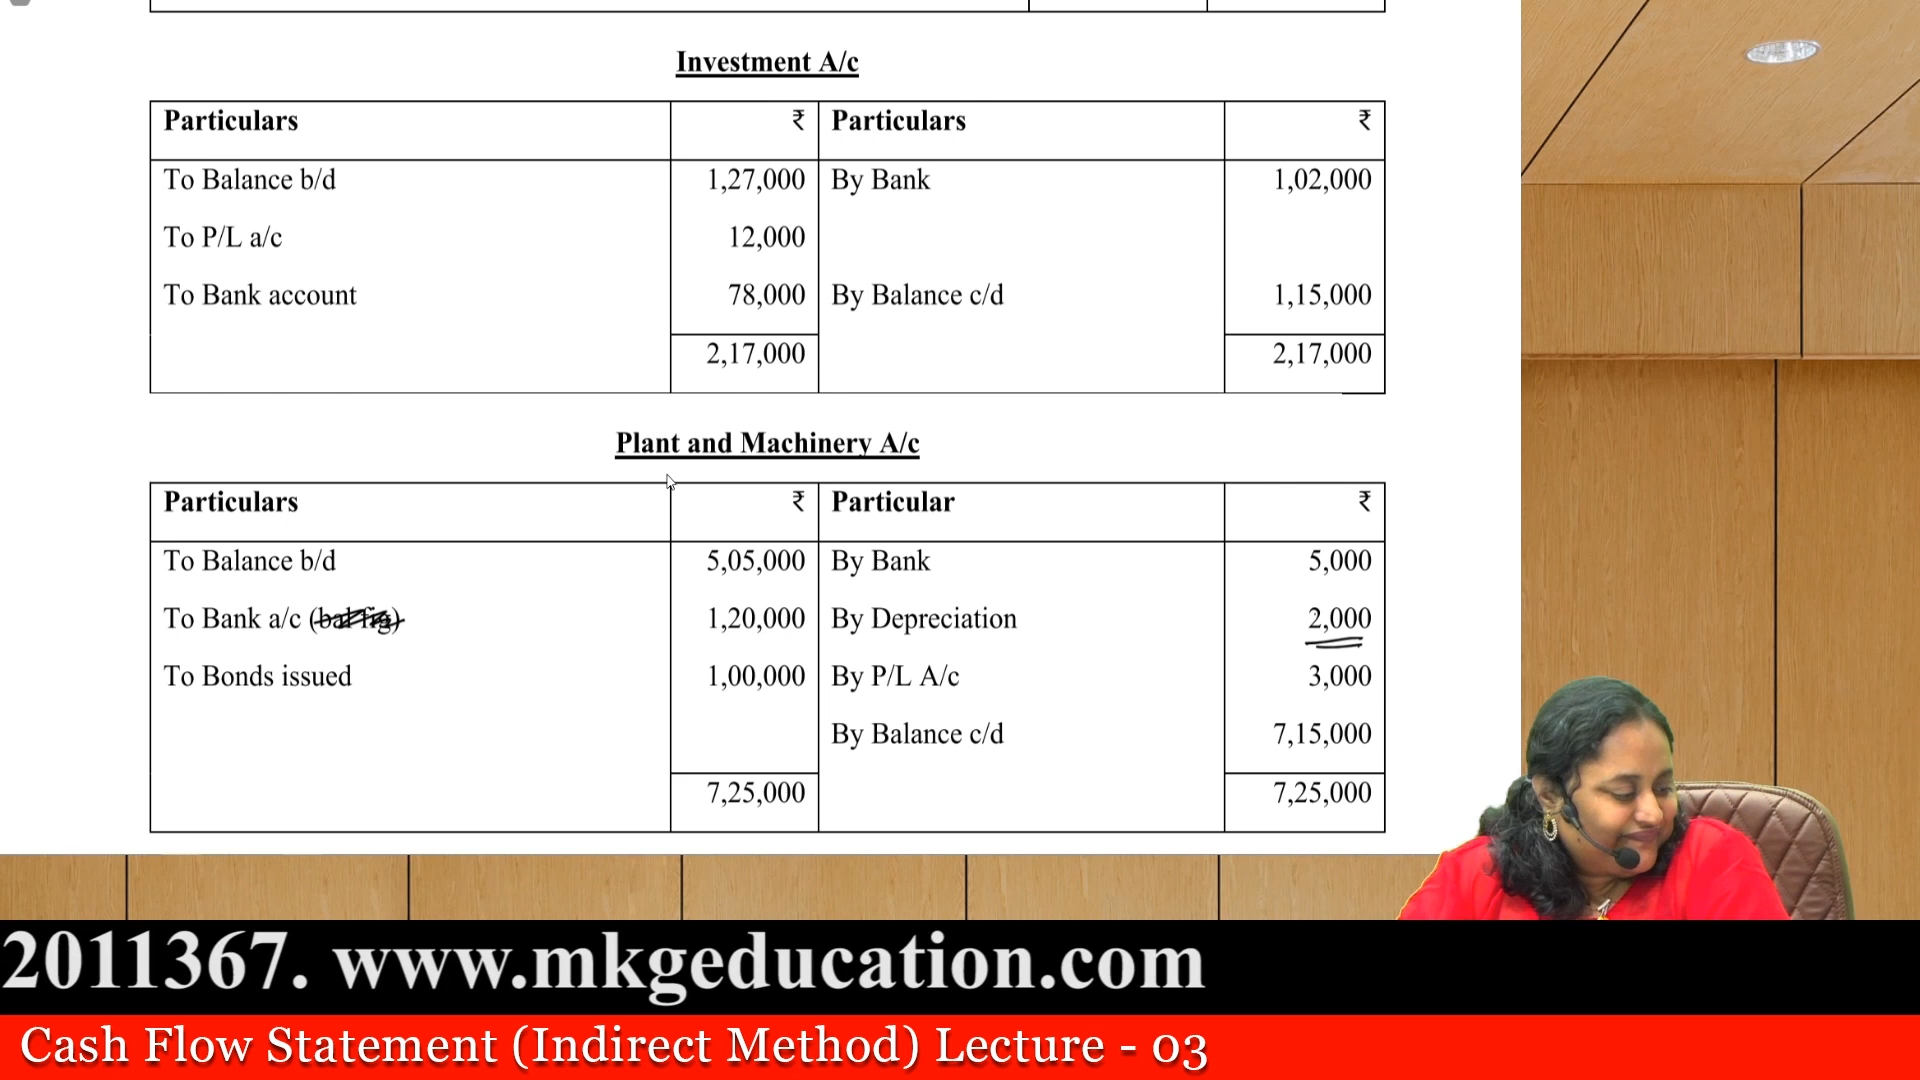 Investment A/c
Particulars ₹ Particulars ₹
To Balance b/d 1,27,000 By Bank 1,02,000
To P/L a/c 12,000
To Bank account 78,000 By Balance c/d 1,15,000
2,17,000 2,17,000
Plant and Machinery A/c
Particulars ₹ Particular ₹
To Balance b/d 5,05,000 By Bank 5,000
To Bank a/c (bal fig) 1,20,000 By Depreciation 2,000
To Bonds issued 1,00,000 By P/L A/c 3,000
By Balance c/d 7,15,000
7,25,000 7,25,000
2011367. www.mkgeducation.com
Cash Flow Statement (Indirect Method) Lecture - 03